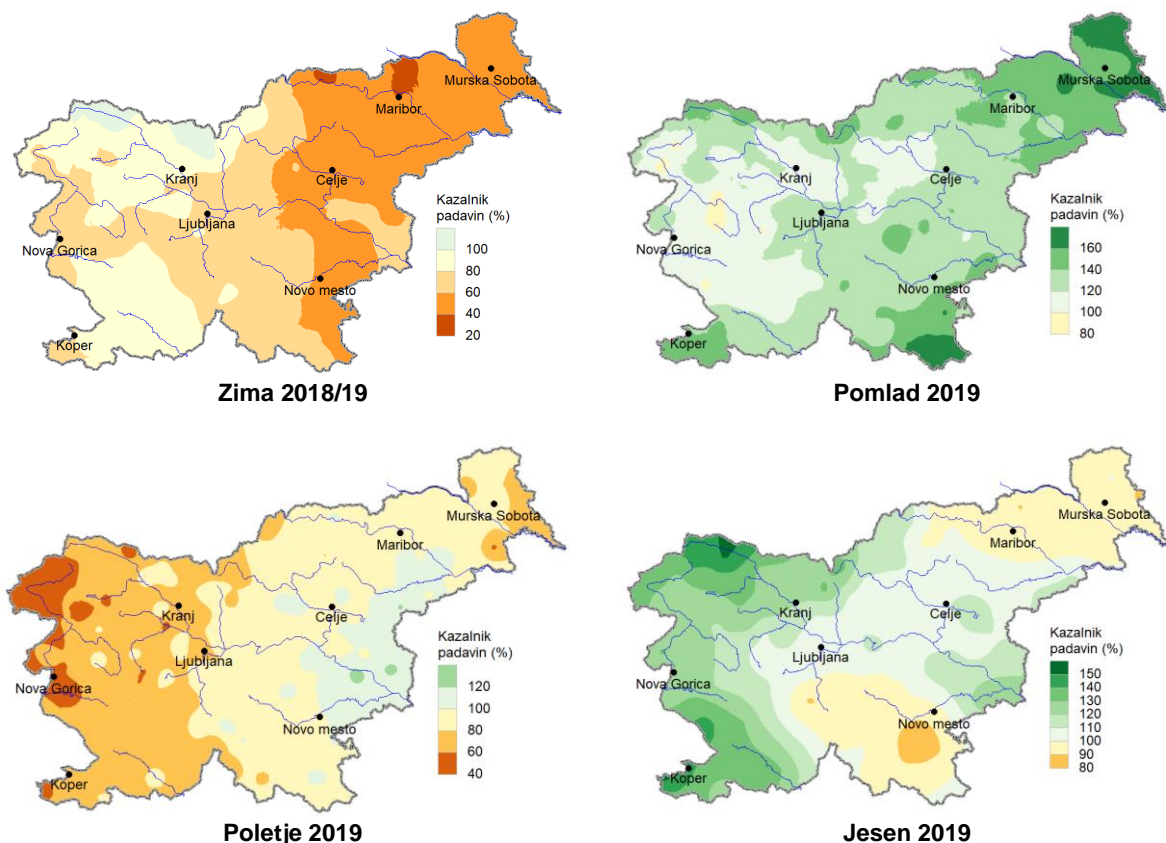 Murska Sobota
Maribor
Kranj
Celje
Ljubljana
Nova Gorica
Novo mesto
Koper
Kazalnik
padavin (%)
100
80
60
40
20
Zima 2018/19
Murska Sobota
Maribor
Kranj
Celje
Ljubljana
Nova Gorica
Novo mesto
Koper
Kazalnik
padavin (%)
160
140
120
100
80
Pomlad 2019
Murska Sobota
Maribor
Kranj
Celje
Ljubljana
Nova Gorica
Novo mesto
Koper
Kazalnik
padavin (%)
120
100
80
60
40
Poletje 2019
Murska Sobota
Maribor
Kranj
Celje
Ljubljana
Nova Gorica
Novo mesto
Koper
Kazalnik
padavin (%)
150
140
130
120
110
100
90
80
Jesen 2019